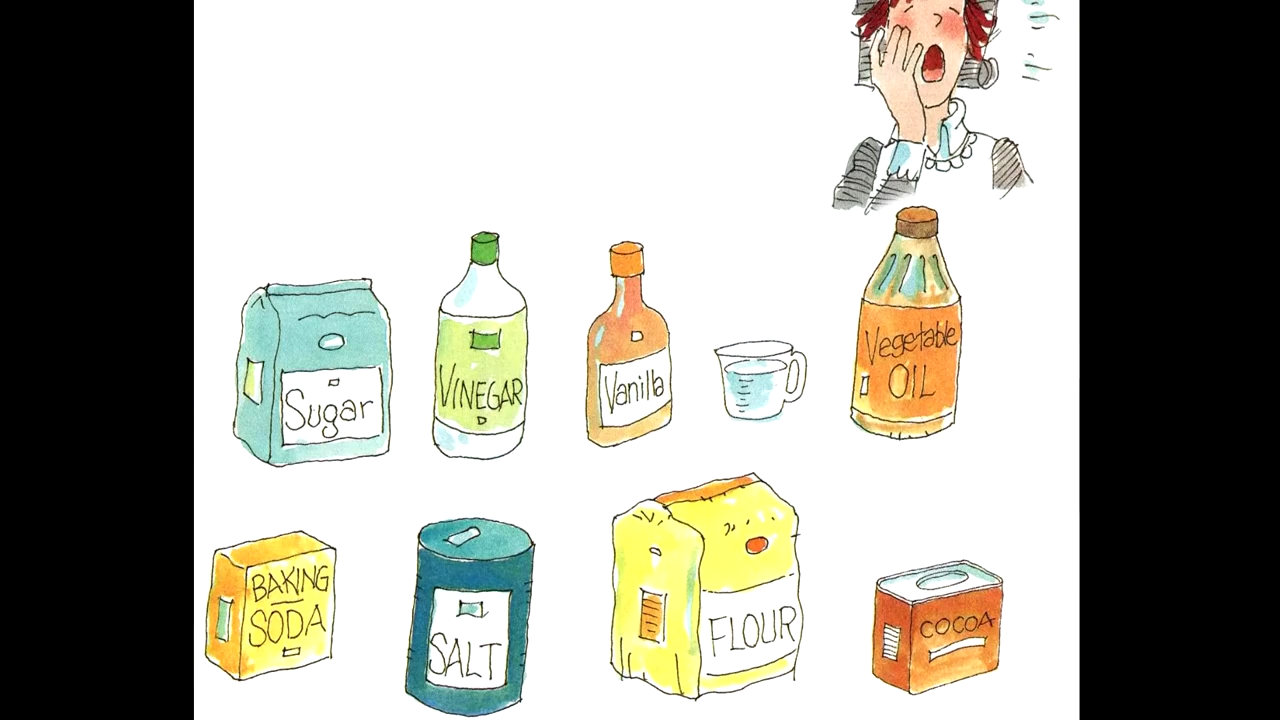 Sugar
VINEGAR
Vanilla
Vegetable
OIL
BAKING
SODA
SALT
FLOUR
COCOA